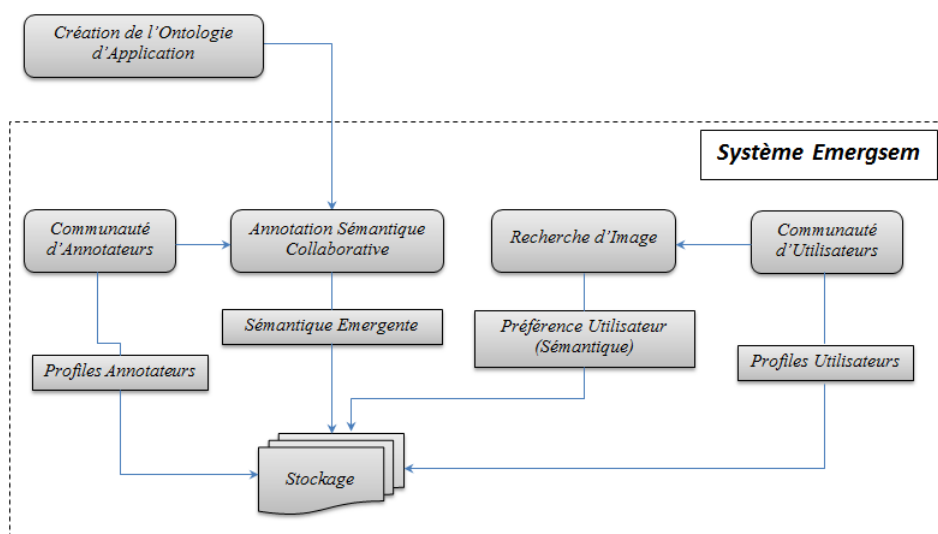 Création de l'Ontologie
d'Application
Système Emergsem
Communauté
d'Annotateurs
Annotation Sémantique
Collaborative
Recherche d'Image
Communauté
d'Utilisateurs
Sémantique Emergente
Préférence Utilisateur
(Sémantique)
Profiles Annotateurs
Profiles Utilisateurs
Stockage